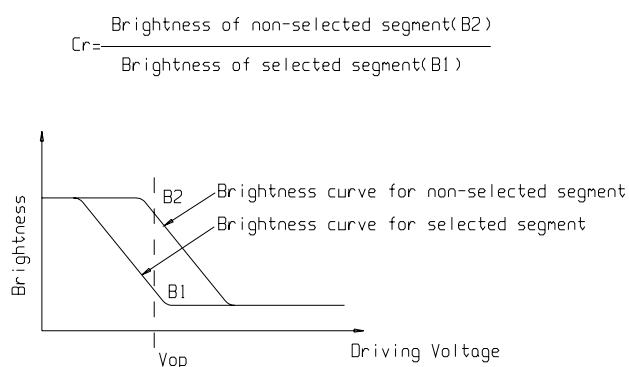 Brightness of non-selected segment(B2)
Cr=
Brightness of selected segment(B1)
B2
Brightness curve for non-selected segment
Brightness curve for selected segment
Brightness
B1
Driving Voltage
Vop